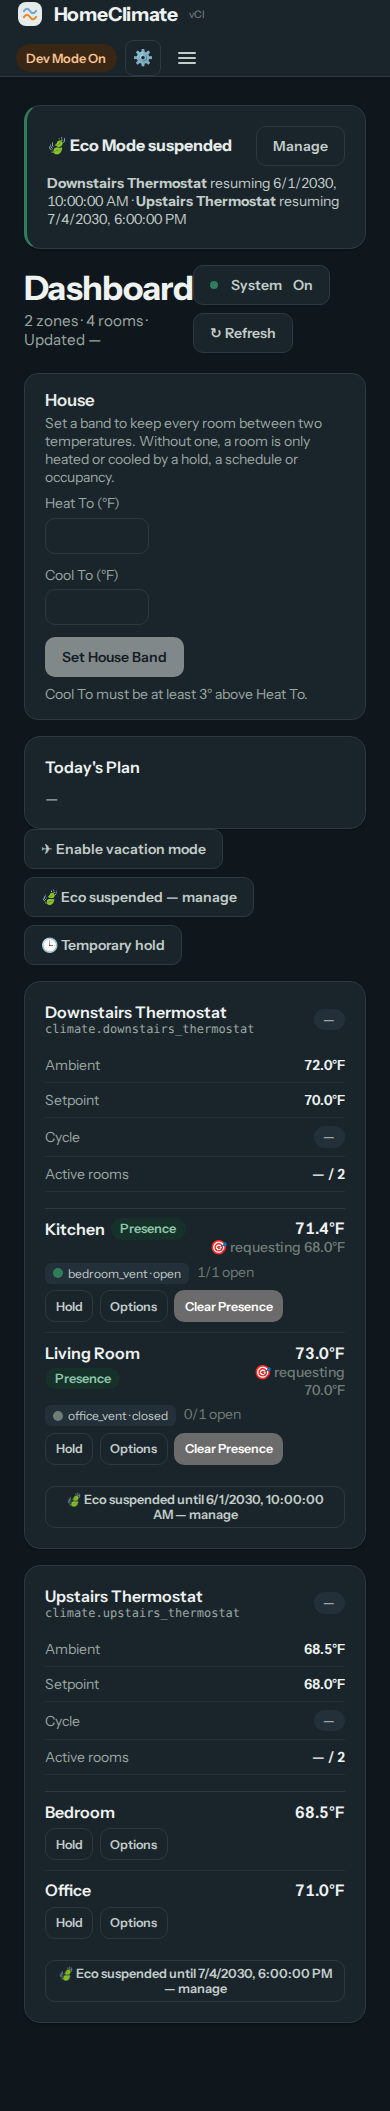 HomeClimate vCI
Dev Mode On
Eco Mode suspended
Manage
Downstairs Thermostat resuming 6/1/2030,
10:00:00 AM · Upstairs Thermostat resuming
7/4/2030, 6:00:00 PM
Dashboard
System On
2 zones · 4 rooms ·
Updated —
↻ Refresh
House
Set a band to keep every room between two
temperatures. Without one, a room is only
heated or cooled by a hold, a schedule or
occupancy.
Heat To (°F)
Cool To (°F)
Set House Band
Cool To must be at least 3° above Heat To.
Today's Plan
—
✈ Enable vacation mode
Eco suspended — manage
🕒 Temporary hold
Downstairs Thermostat —
climate.downstairs_thermostat
Ambient 72.0°F
Setpoint 70.0°F
Cycle —
Active rooms — / 2
Kitchen Presence 71.4°F
🎯 requesting 68.0°F
bedroom_vent · open 1/1 open
Hold Options Clear Presence
Living Room 73.0°F
Presence 🎯 requesting
70.0°F
office_vent · closed 0/1 open
Hold Options Clear Presence
Eco suspended until 6/1/2030, 10:00:00
AM — manage
Upstairs Thermostat —
climate.upstairs_thermostat
Ambient 68.5°F
Setpoint 68.0°F
Cycle —
Active rooms — / 2
Bedroom 68.5°F
Hold Options
Office 71.0°F
Hold Options
Eco suspended until 7/4/2030, 6:00:00 PM
— manage